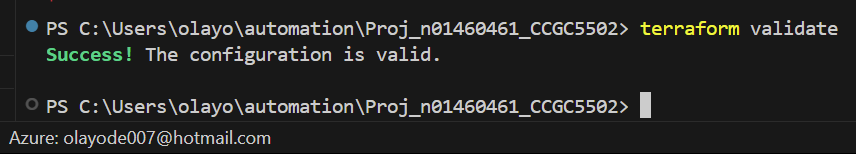 PS C:\Users\olayo\automation\Proj_n01460461_CCGC5502> terraform validate
Success! The configuration is valid.
PS C:\Users\olayo\automation\Proj_n01460461_CCGC5502>
Azure: olayode007@hotmail.com